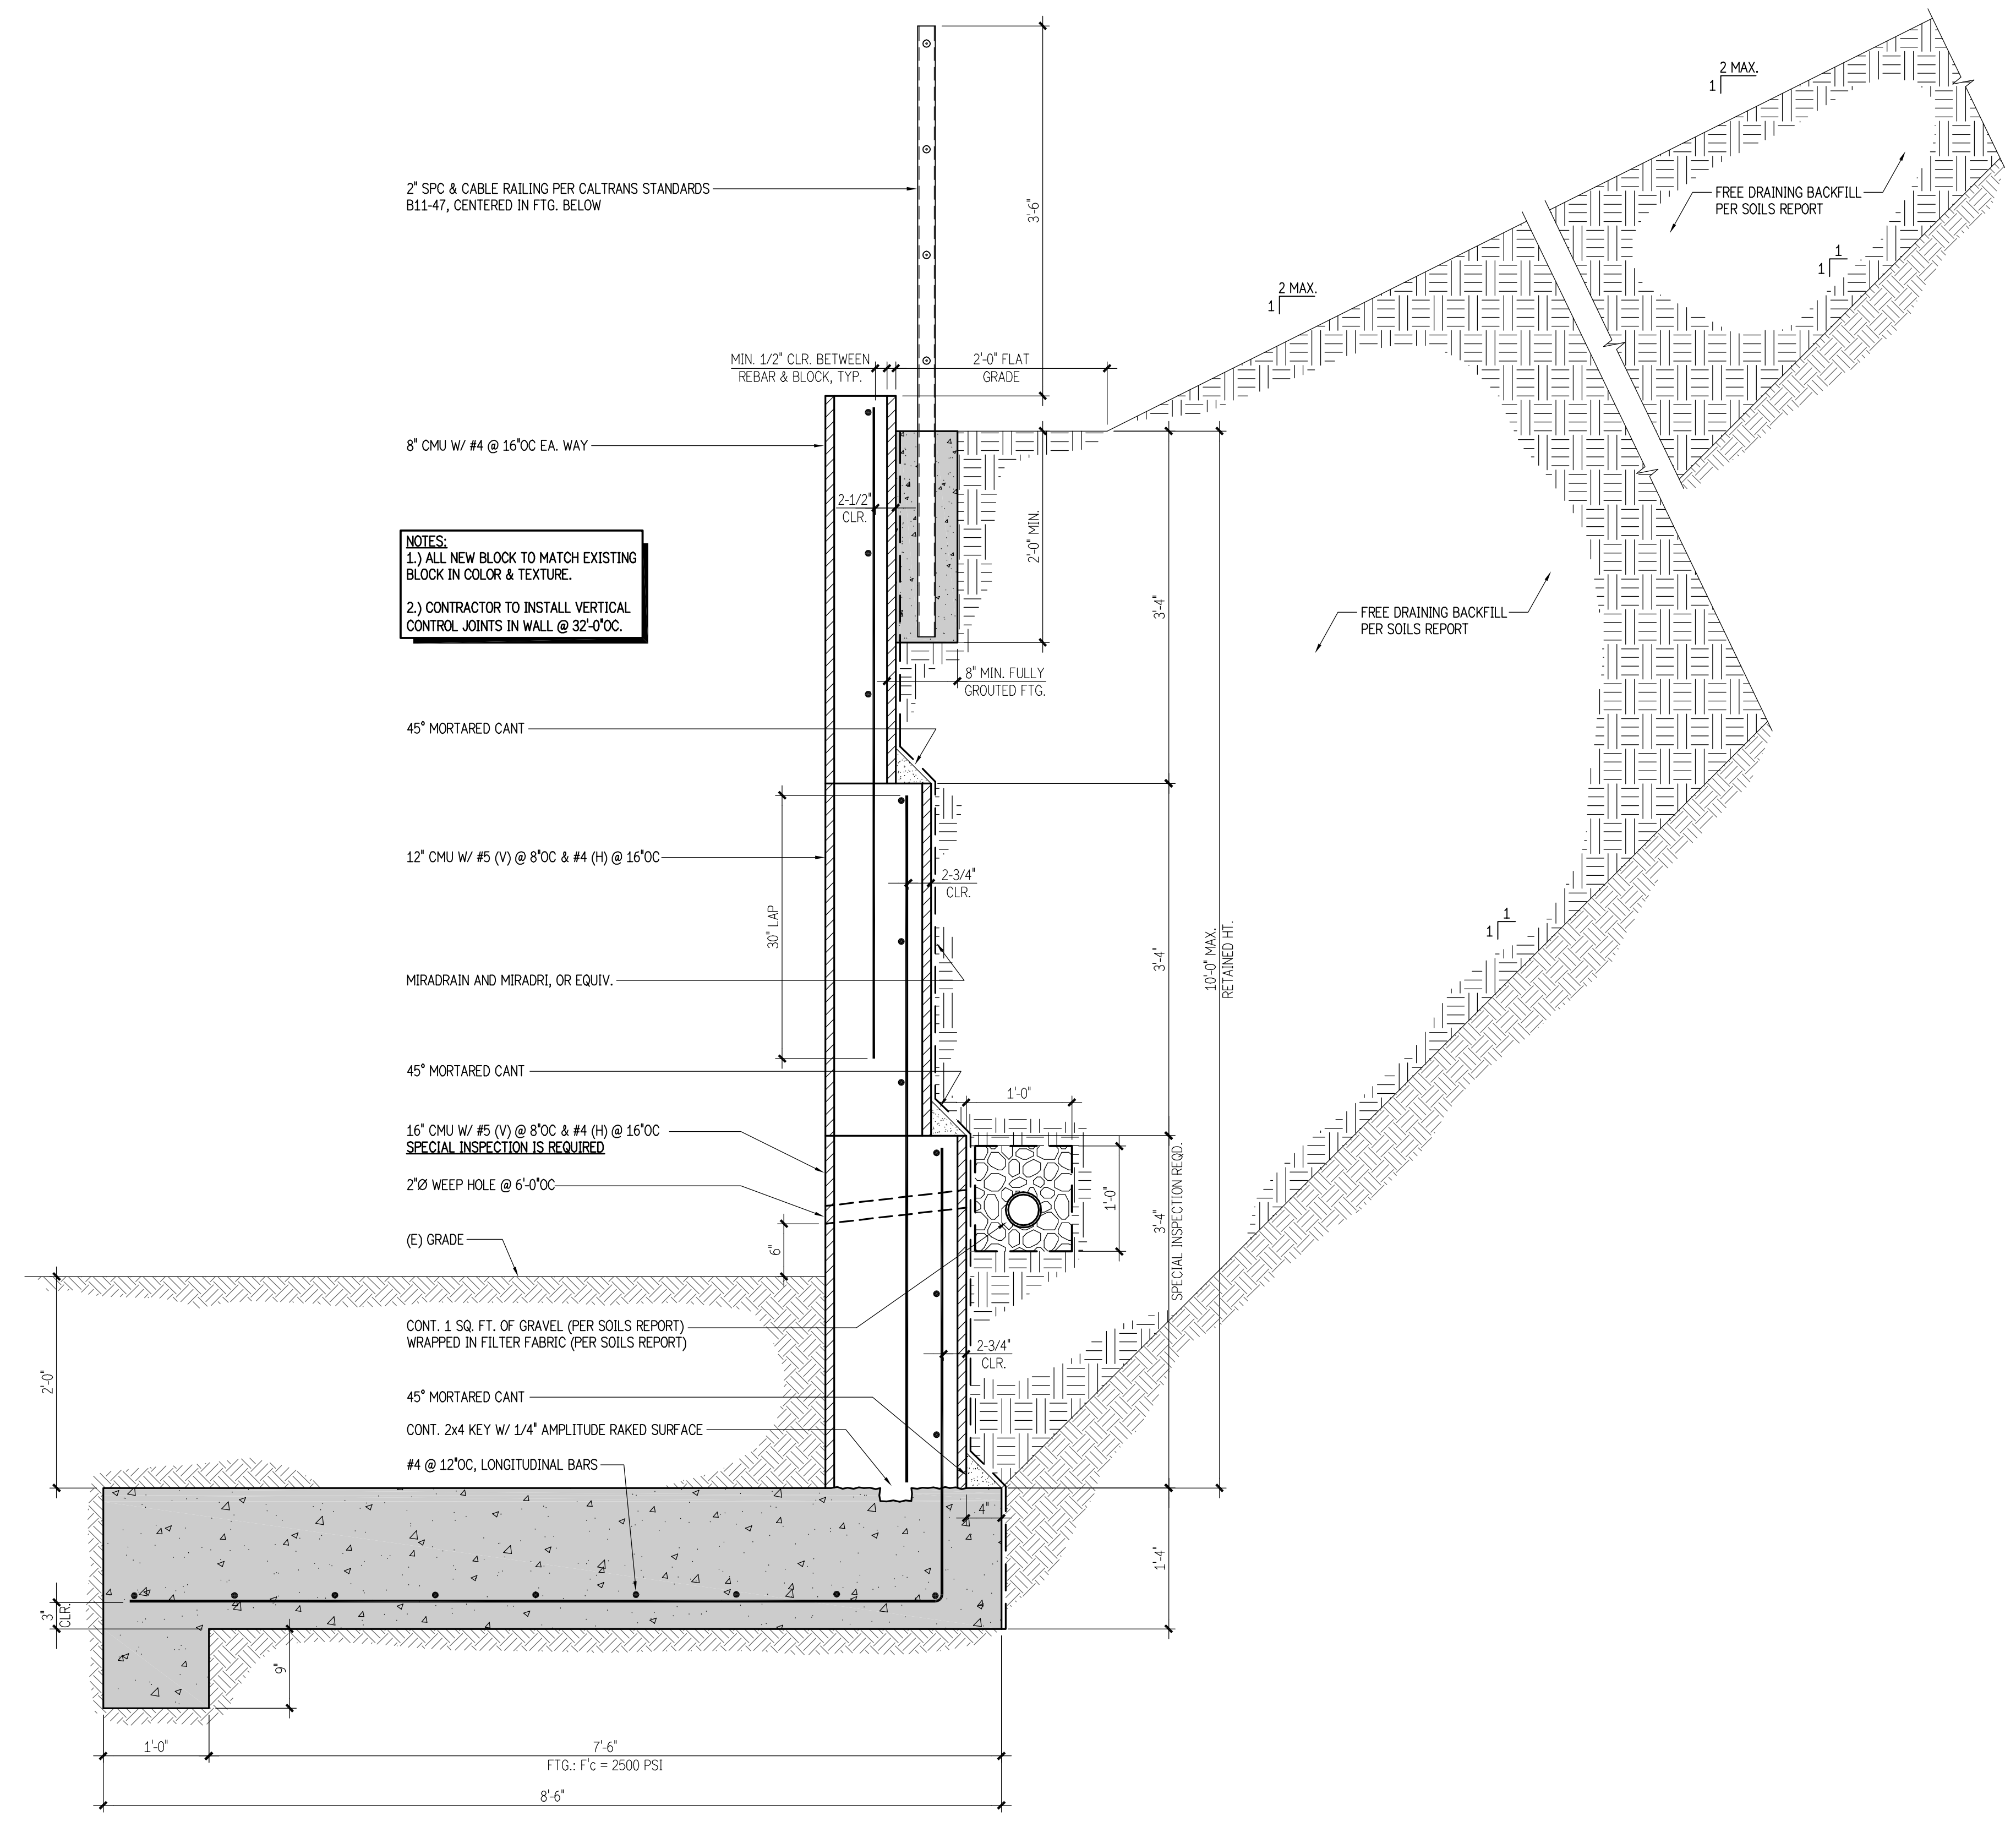 2 MAX.
1
2" SPC & CABLE RAILING PER CALTRANS STANDARDS
B11-47, CENTERED IN FTG. BELOW
3'-6"
FREE DRAINING BACKFILL
PER SOILS REPORT
1
1
2 MAX.
1
MIN. 1/2" CLR. BETWEEN
REBAR & BLOCK, TYP.
2'-0" FLAT
GRADE
8" CMU W/ #4 @ 16"OC EA. WAY
2-1/2"
CLR.
2'-0" MIN.
NOTES:
1.) ALL NEW BLOCK TO MATCH EXISTING
BLOCK IN COLOR & TEXTURE.
2.) CONTRACTOR TO INSTALL VERTICAL
CONTROL JOINTS IN WALL @ 32'-0"OC.
3'-4"
FREE DRAINING BACKFILL
PER SOILS REPORT
8" MIN. FULLY
GROUTED FTG.
45° MORTARED CANT
12" CMU W/ #5 (V) @ 8"OC & #4 (H) @ 16"OC
2-3/4"
CLR.
30" LAP
3'-4"
10'-0" MAX.
RETAINED HT.
1
1
MIRADRAIN AND MIRADRI, OR EQUIV.
45° MORTARED CANT
1'-0"
16" CMU W/ #5 (V) @ 8"OC & #4 (H) @ 16"OC
SPECIAL INSPECTION IS REQUIRED
2"Ø WEEP HOLE @ 6'-0"OC
1'-0"
3'-4"
SPECIAL INSPECTION REQD.
(E) GRADE
6"
CONT. 1 SQ. FT. OF GRAVEL (PER SOILS REPORT)
WRAPPED IN FILTER FABRIC (PER SOILS REPORT)
2-3/4"
CLR.
2'-0"
45° MORTARED CANT
CONT. 2x4 KEY W/ 1/4" AMPLITUDE RAKED SURFACE
#4 @ 12"OC, LONGITUDINAL BARS
4"
1'-4"
3"
CLR.
9"
1'-0"
7'-6"
FTG.: F'c = 2500 PSI
8'-6"